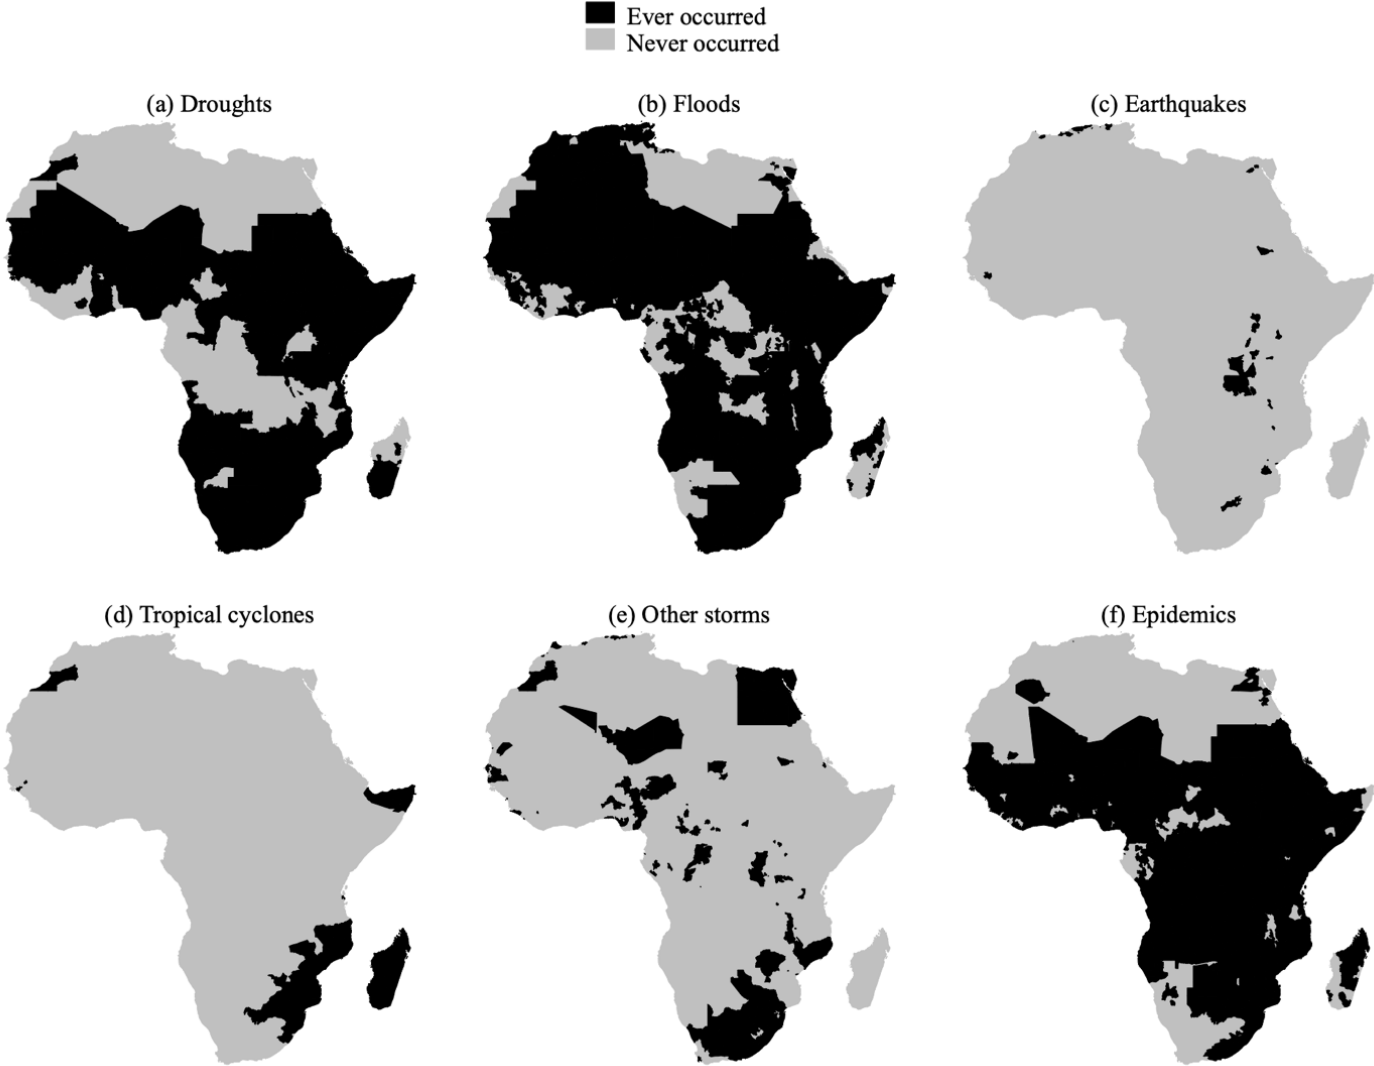 Ever occurred
Never occurred
(a) Droughts
(b) Floods
(c) Earthquakes
(d) Tropical cyclones
(e) Other storms
(f) Epidemics